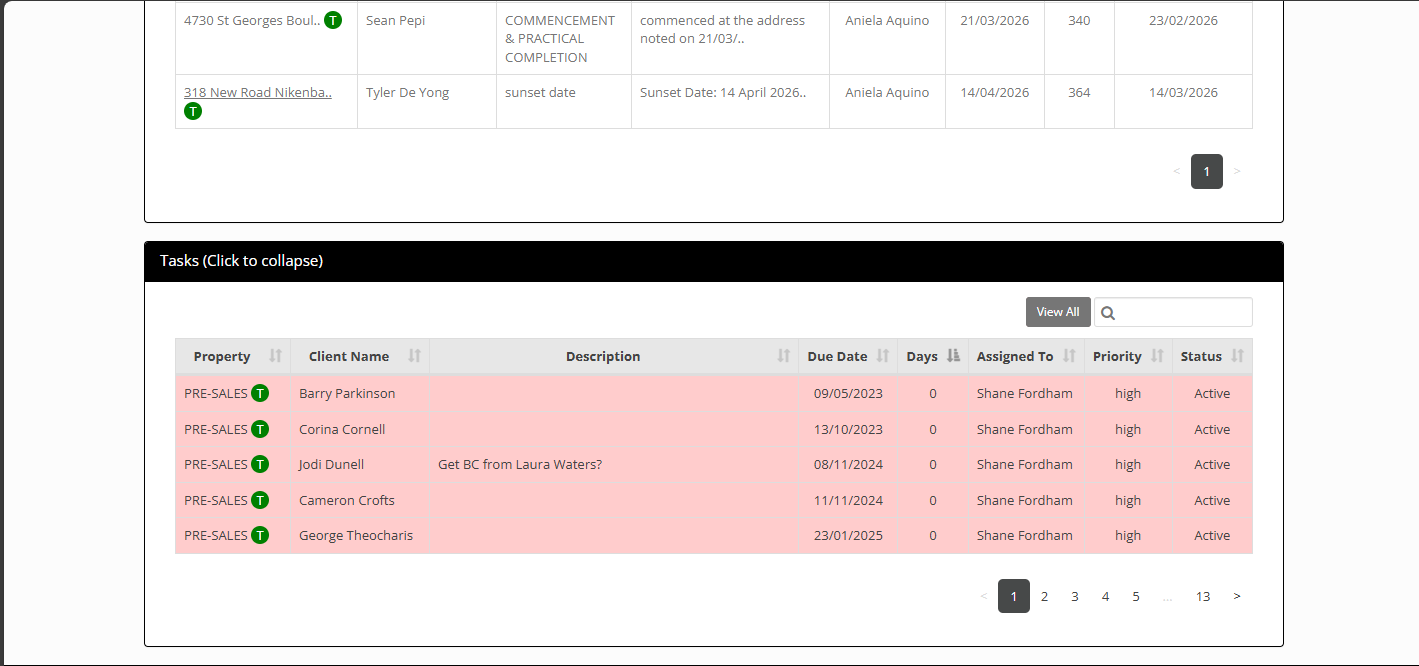 4730 St Georges Boul.. T Sean Pepi COMMENCEMENT commenced at the address Aniela Aquino 21/03/2026 340 23/02/2026
& PRACTICAL noted on 21/03/..
COMPLETION
318 New Road Nikenba.. Tyler De Yong sunset date Sunset Date: 14 April 2026.. Aniela Aquino 14/04/2026 364 14/03/2026
T
< 1 >
Tasks (Click to collapse)
View All
Property Client Name Description Due Date Days Assigned To Priority Status
PRE-SALES T Barry Parkinson 09/05/2023 0 Shane Fordham high Active
PRE-SALES T Corina Cornell 13/10/2023 0 Shane Fordham high Active
PRE-SALES T Jodi Dunell Get BC from Laura Waters? 08/11/2024 0 Shane Fordham high Active
PRE-SALES T Cameron Crofts 11/11/2024 0 Shane Fordham high Active
PRE-SALES T George Theocharis 23/01/2025 0 Shane Fordham high Active
< 1 2 3 4 5 ... 13 >